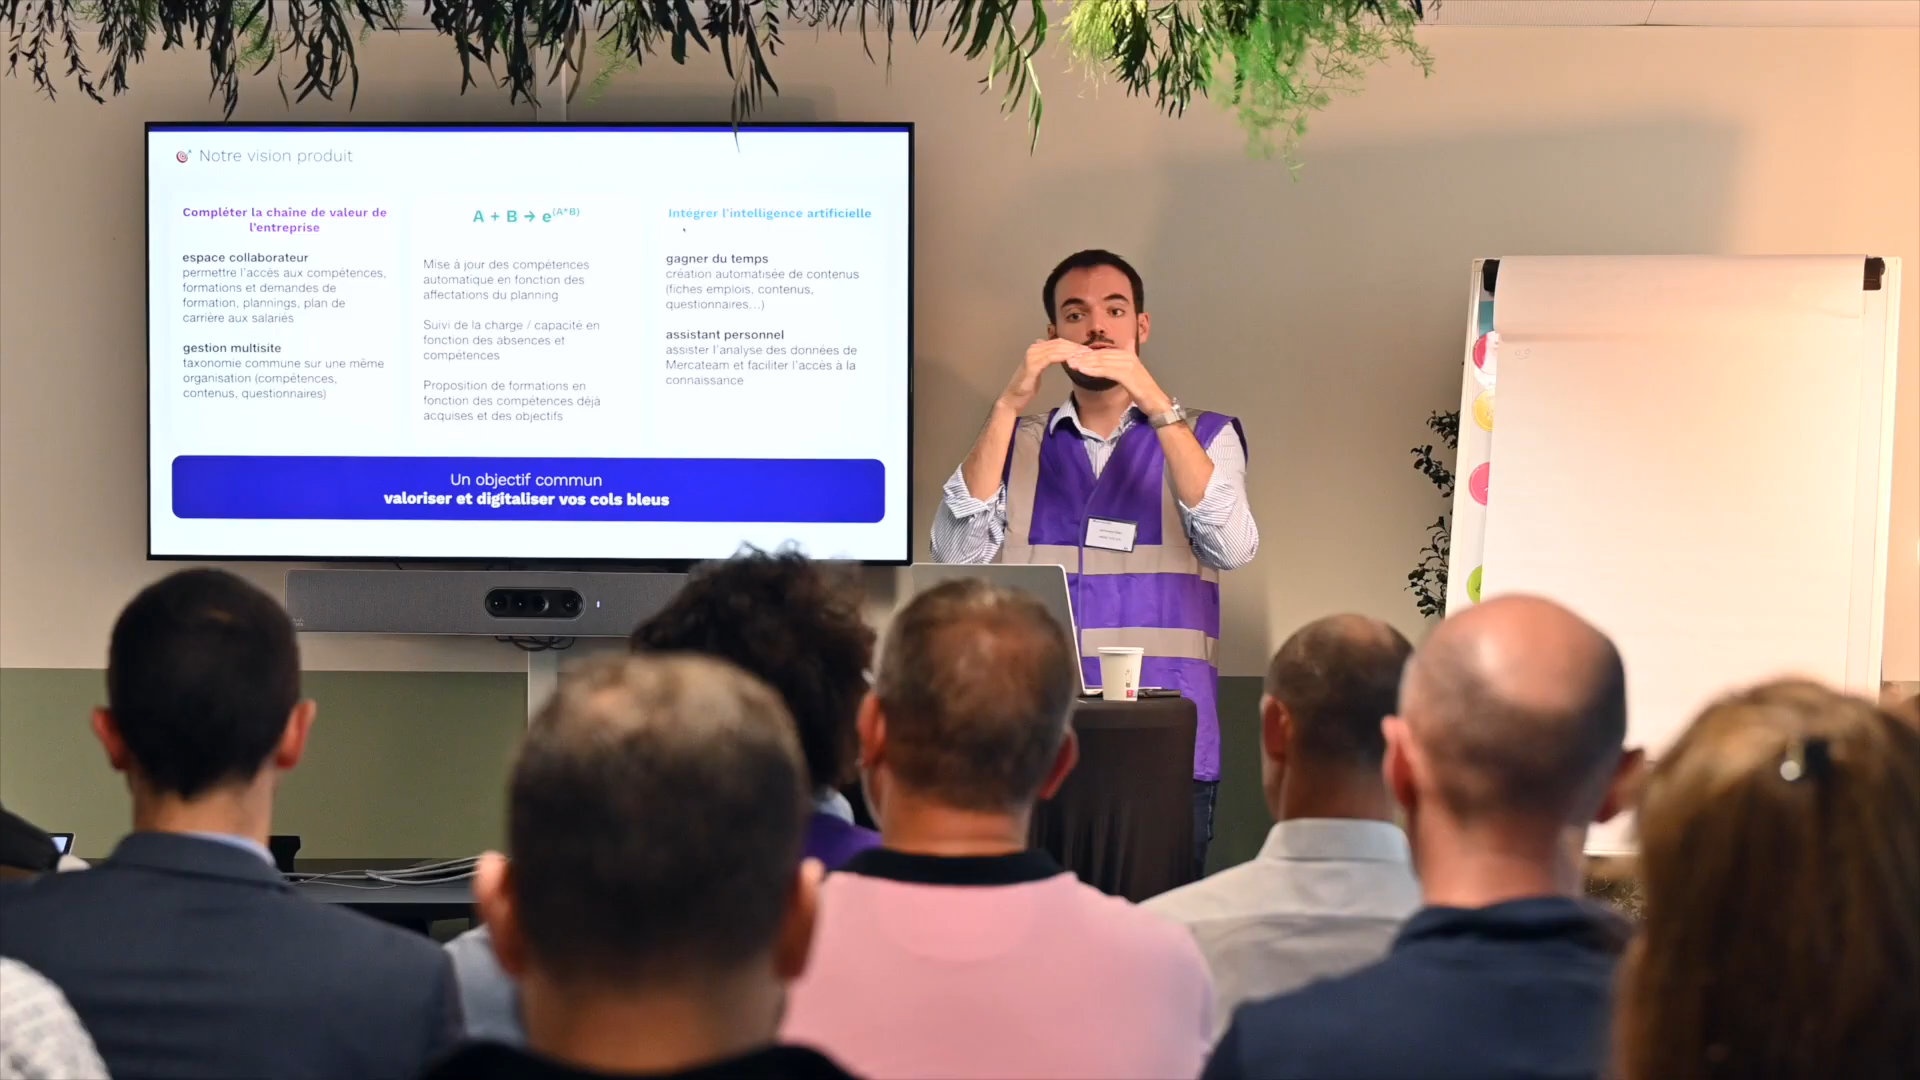 Notre vision produit
Compléter la chaîne de valeur de
l'entreprise
espace collaborateur
permettre l'accès aux compétences,
formations et demandes de
formation, plannings, plan de
carrière aux salariés
gestion multisite
taxonomie commune sur une même
organisation (compétences,
contenus, questionnaires)
A + B → e(A*B)
Mise à jour des compétences
automatique en fonction des
affectations du planning
Suivi de la charge / capacité en
fonction des absences et
compétences
Proposition de formations en
fonction des compétences déjà
acquises et des objectifs
Intégrer l'intelligence artificielle
gagner du temps
création automatisée de contenus
(fiches emplois, contenus,
questionnaires...)
assistant personnel
assister l'analyse des données de
Mercateam et faciliter l'accès à la
connaissance
Un objectif commun
valoriser et digitaliser vos cols bleus